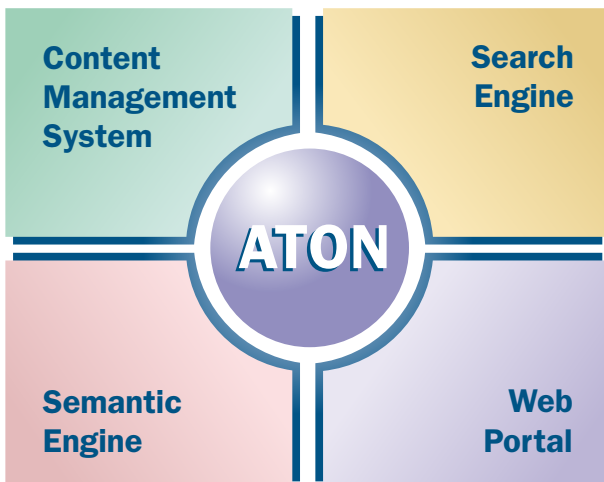 Content
Management
System
Search
Engine
ATON
Semantic
Engine
Web
Portal